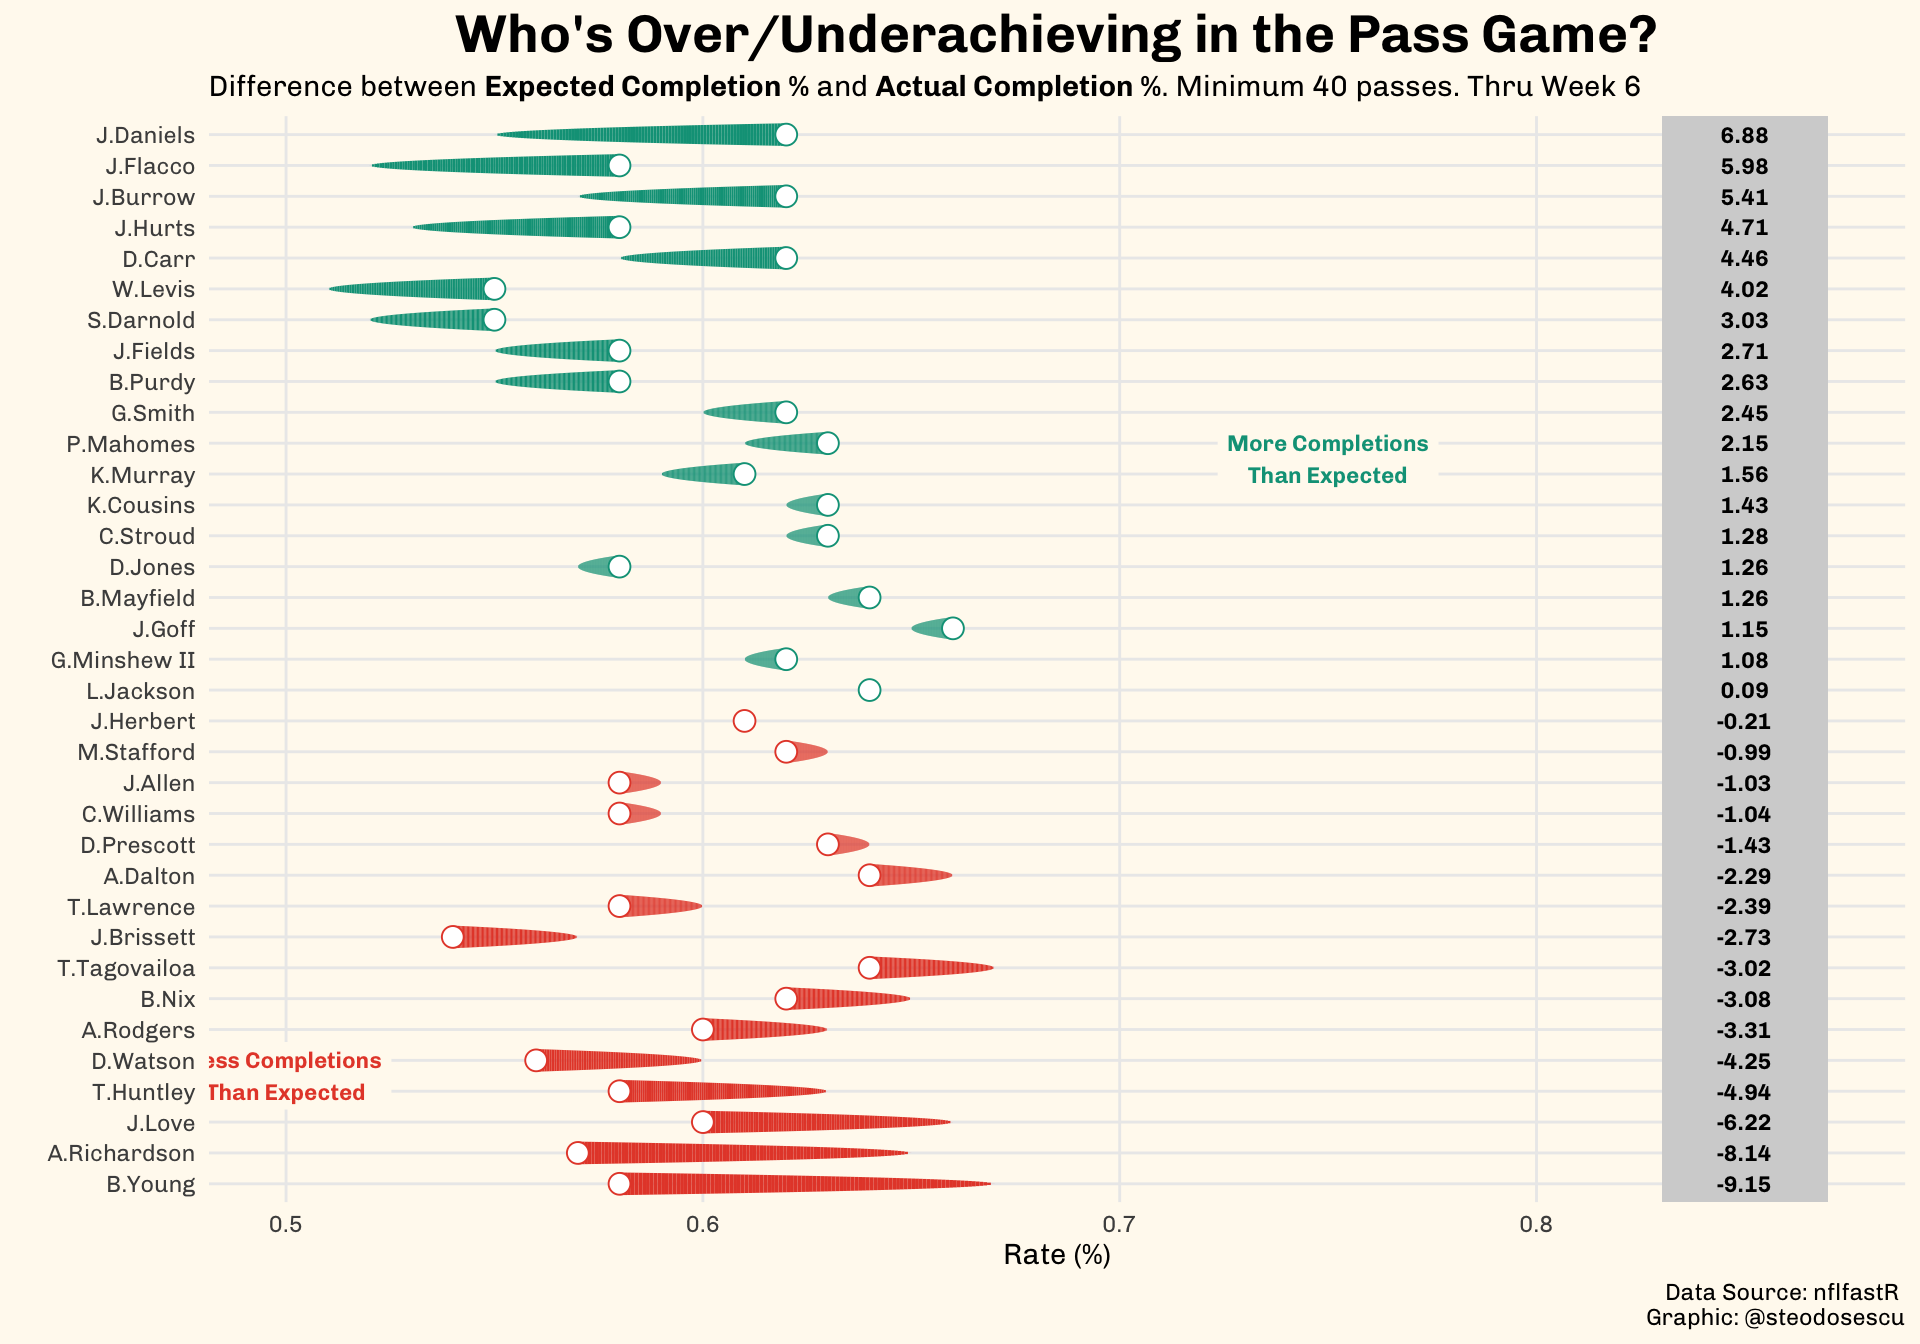 Who's Over/Underachieving in the Pass Game?
Difference between Expected Completion % and Actual Completion %. Minimum 40 passes. Thru Week 6
J.Daniels 6.88
J.Flacco 5.98
J.Burrow 5.41
J.Hurts 4.71
D.Carr 4.46
W.Levis 4.02
S.Darnold 3.03
J.Fields 2.71
B.Purdy 2.63
G.Smith 2.45
P.Mahomes More Completions 2.15
K.Murray Than Expected 1.56
K.Cousins 1.43
C.Stroud 1.28
D.Jones 1.26
B.Mayfield 1.26
J.Goff 1.15
G.Minshew II 1.08
L.Jackson 0.09
J.Herbert -0.21
M.Stafford -0.99
J.Allen -1.03
C.Williams -1.04
D.Prescott -1.43
A.Dalton -2.29
T.Lawrence -2.39
J.Brissett -2.73
T.Tagovailoa -3.02
B.Nix -3.08
A.Rodgers -3.31
D.Watson ess Completions -4.25
T.Huntley Than Expected -4.94
J.Love -6.22
A.Richardson -8.14
B.Young -9.15
0.5 0.6 0.7 0.8
Rate (%)
Data Source: nflfastR
Graphic: @steodosescu